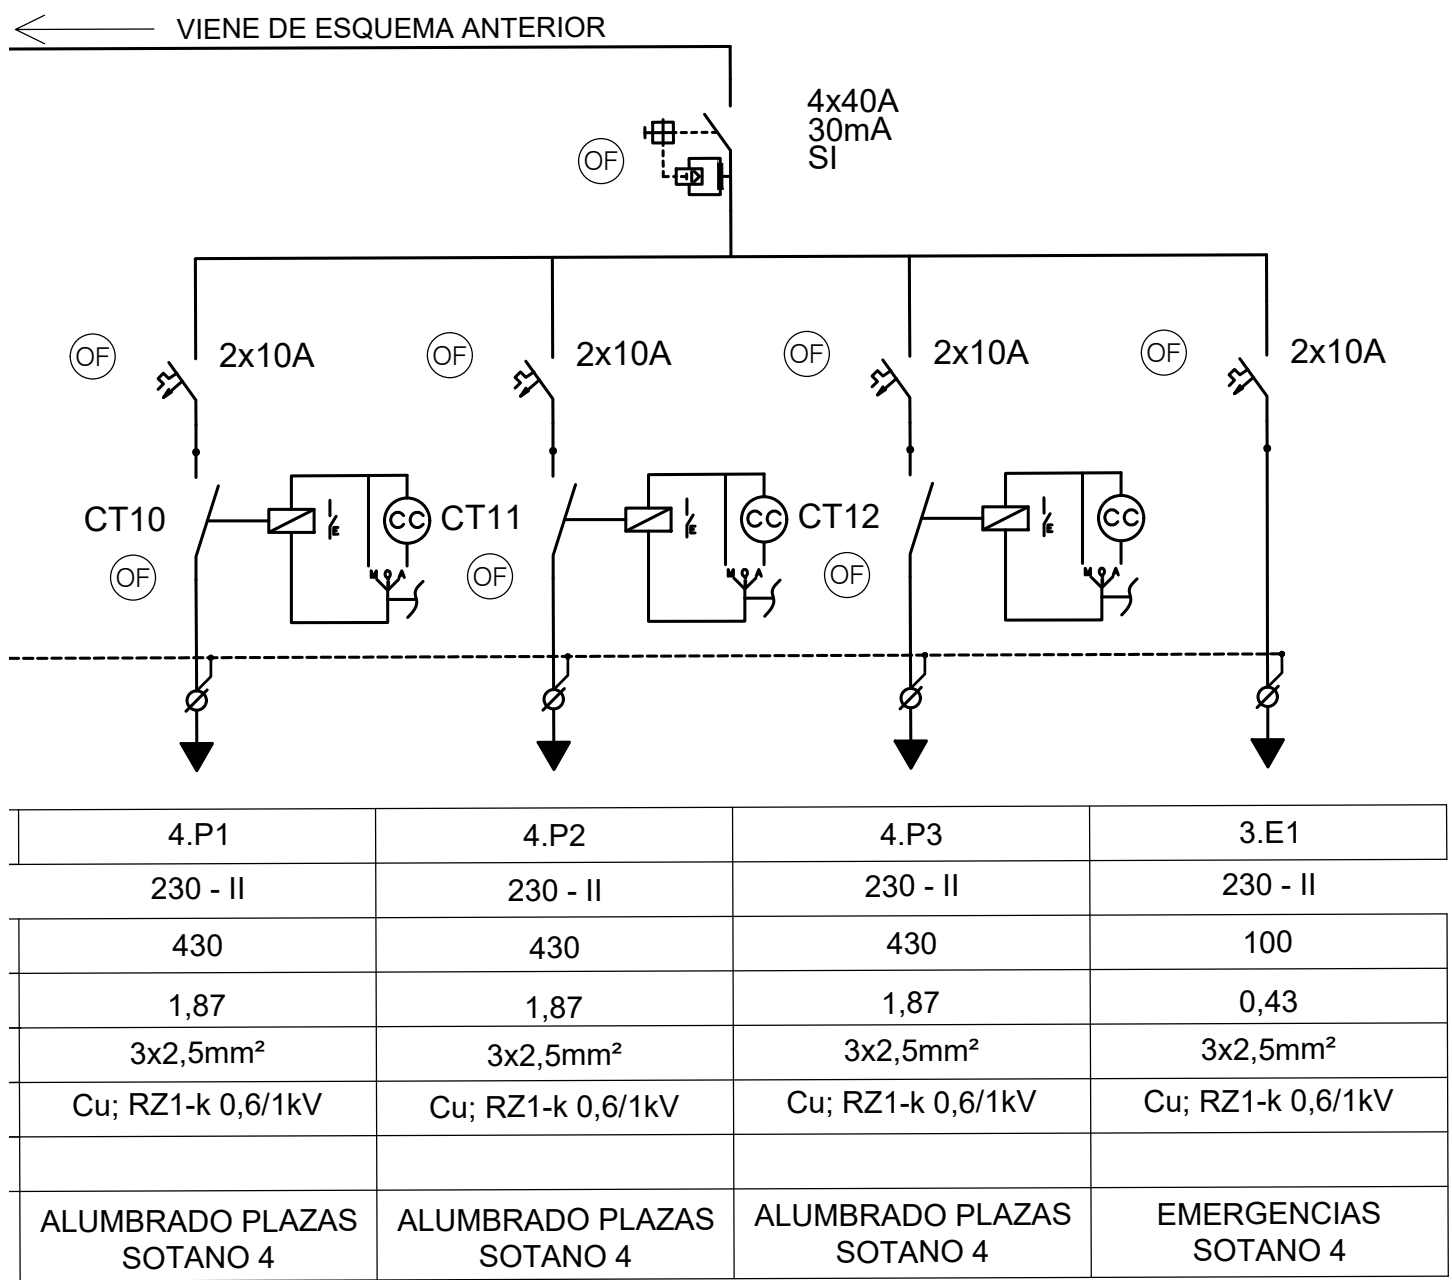 VIENE DE ESQUEMA ANTERIOR
4x40A
30mA
SI
OF
OF 2x10A OF 2x10A OF 2x10A OF 2x10A
CT10 I/E CC CT11 I/E CC CT12 I/E CC
OF M O A OF M O A OF M O A
4.P1 4.P2 4.P3 3.E1
230 - II 230 - II 230 - II 230 - II
430 430 430 100
1,87 1,87 1,87 0,43
3x2,5mm² 3x2,5mm² 3x2,5mm² 3x2,5mm²
Cu; RZ1-k 0,6/1kV Cu; RZ1-k 0,6/1kV Cu; RZ1-k 0,6/1kV Cu; RZ1-k 0,6/1kV
ALUMBRADO PLAZAS ALUMBRADO PLAZAS ALUMBRADO PLAZAS EMERGENCIAS
SOTANO 4 SOTANO 4 SOTANO 4 SOTANO 4